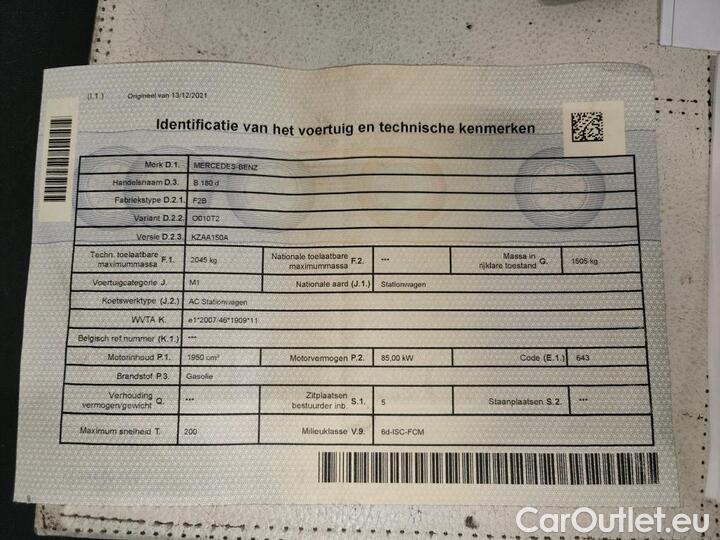 (I.1.) Origineel van 13/12/2021
Identificatie van het voertuig en technische kenmerken
Merk D.1. MERCEDES-BENZ
Handelsnaam D.3. B 180 d
Fabriekstype D.2.1. F2B
Variant D.2.2. O010T2
Versie D.2.3. KZAA150A
Techn. toelaatbare maximummassa F.1. 2045 kg Nationale toelaatbare maximummassa F.2. *** Massa in rijklare toestand G. 1505 kg
Voertuigcategorie J. M1 Nationale aard (J.1.) Stationwagen
Koetswerktype (J.2.) AC Stationwagen
WVTA K. e1*2007/46*1909*11
Belgisch ref.nummer (K.1.) ***
Motorinhoud P.1. 1950 cm³ Motorvermogen P.2. 85,00 kW Code (E.1.) 643
Brandstof P.3. Gasolie
Verhouding vermogen/gewicht Q. *** Zitplaatsen bestuurder inb. S.1. 5 Staanplaatsen S.2. ***
Maximum snelheid T. 200 Milieuklasse V.9. 6d-ISC-FCM
CarOutlet.eu